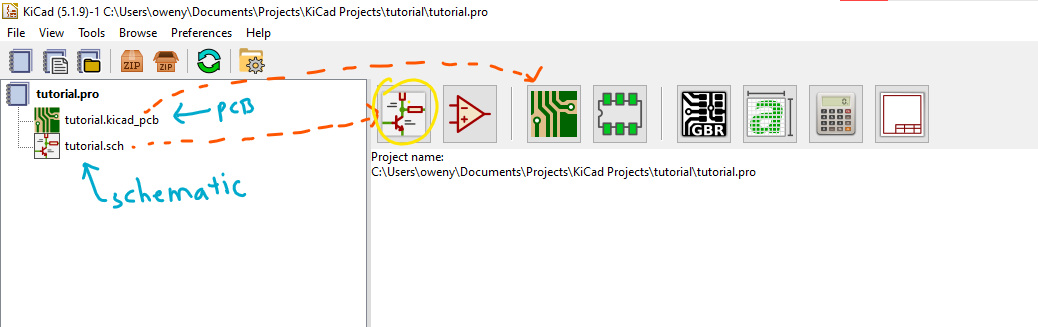 KiCad (5.1.9)-1 C:\Users\oweny\Documents\Projects\KiCad Projects\tutorial\tutorial.pro
File View Tools Browse Preferences Help
ZIP ZIP
tutorial.pro
tutorial.kicad_pcb
PCB
tutorial.sch
schematic
GBR
a
0.
Project name:
C:\Users\oweny\Documents\Projects\KiCad Projects\tutorial\tutorial.pro